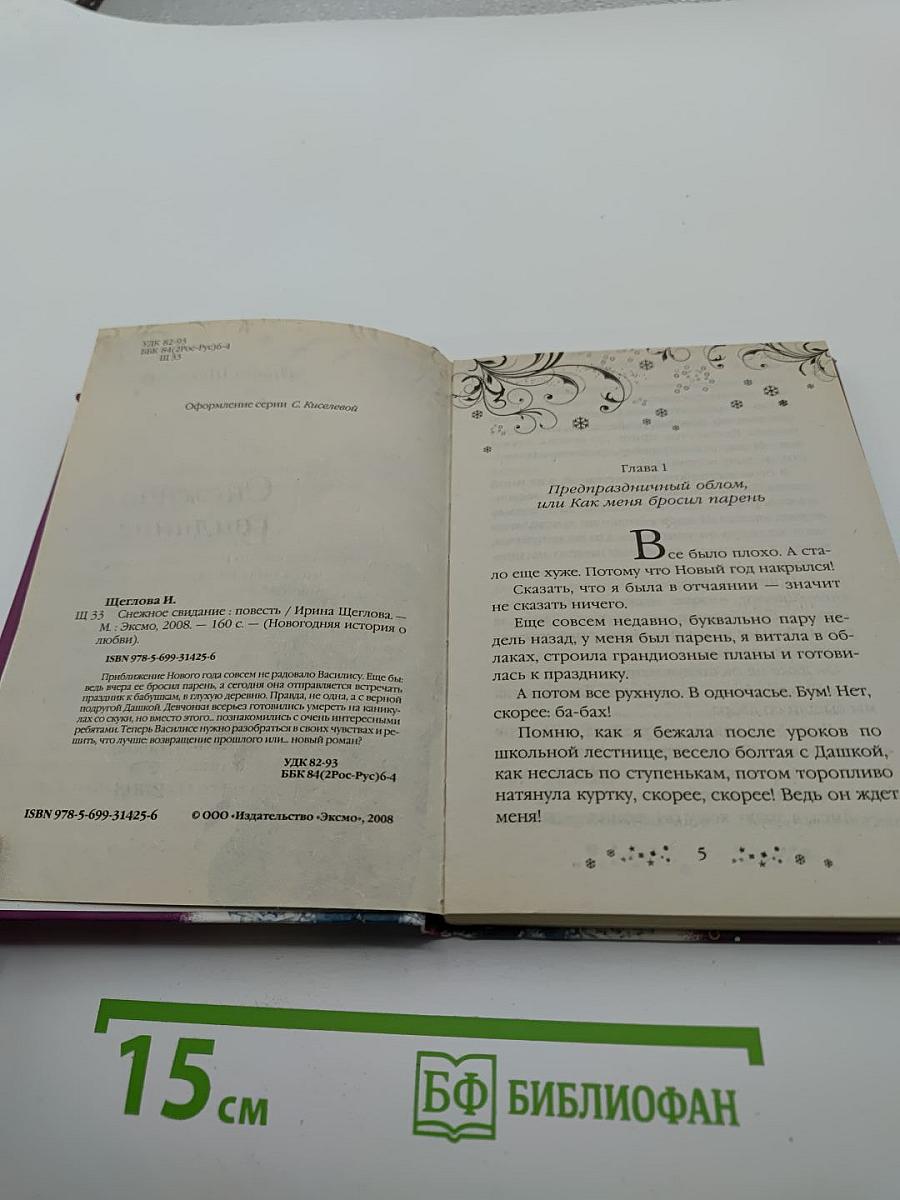 УДК 82-93
ББК 84(2Рос-Рус)6-4
Щ 33
Оформление серии С. Киселевой
Щеглова И.
Щ 33 Снежное свидание : повесть / Ирина Щеглова. —
М. : Эксмо, 2008. — 160 с. — (Новогодняя история о
любви).
ISBN 978-5-699-31425-6
Приближение Нового года совсем не радовало Василису. Еще бы:
ведь вчера ее бросил парень, а сегодня она отправляется встречать
праздник к бабушкам, в глухую деревню. Правда, не одна, а с верной
подругой Дашкой. Девчонки всерьез готовились умереть на канику-
лах со скуки, но вместо этого... познакомились с очень интересными
ребятами. Теперь Василисе нужно разобраться в своих чувствах и ре-
шить, что лучше: возвращение прошлого или... новый роман?
УДК 82-93
ББК 84(2Рос-Рус)6-4
ISBN 978-5-699-31425-6 © ООО «Издательство «Эксмо», 2008
Глава 1
Предпраздничный облом,
или Как меня бросил парень
Все было плохо. А ста-
ло еще хуже. Потому что Новый год накрылся!
Сказать, что я была в отчаянии — значит
не сказать ничего.
Еще совсем недавно, буквально пару не-
дель назад, у меня был парень, я витала в об-
лаках, строила грандиозные планы и готови-
лась к празднику.
А потом все рухнуло. В одночасье. Бум! Нет,
скорее: ба-бах!
Помню, как я бежала после уроков по
школьной лестнице, весело болтая с Дашкой,
как неслась по ступенькам, потом торопливо
натянула куртку, скорее, скорее! Ведь он ждет
меня!
5
15 см
БФ БИБЛИОФАН